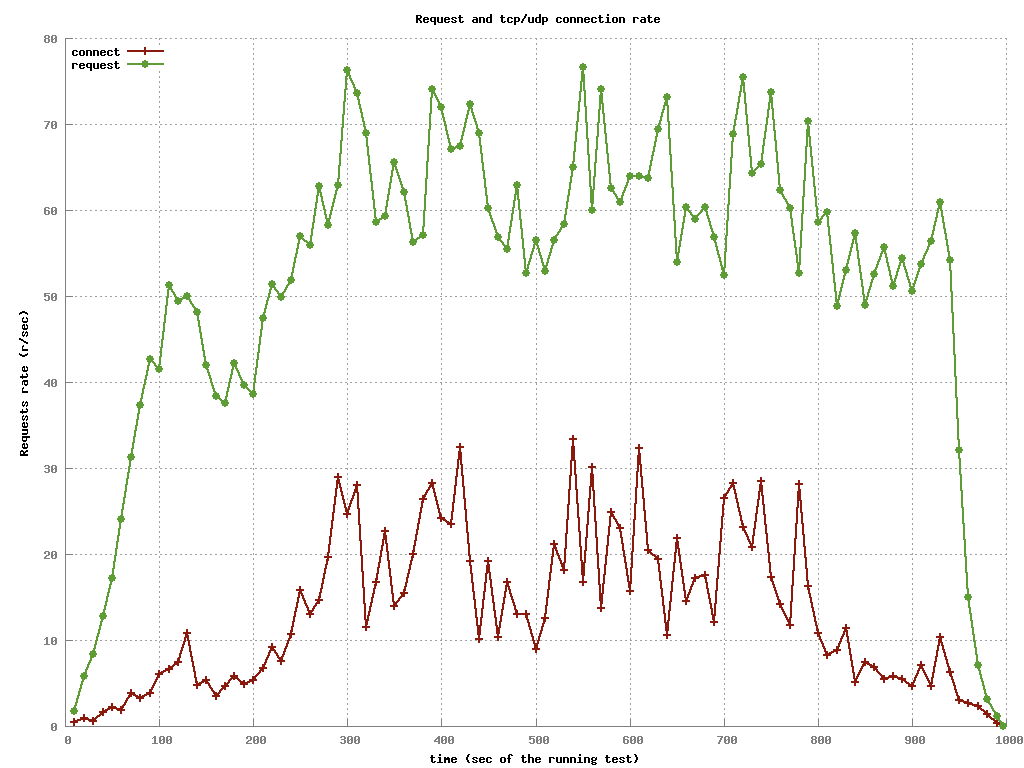 Request and tcp/udp connection rate
connect
request
80
70
60
50
40
30
20
10
0
Requests rate (r/sec)
0 100 200 300 400 500 600 700 800 900 1000
time (sec of the running test)